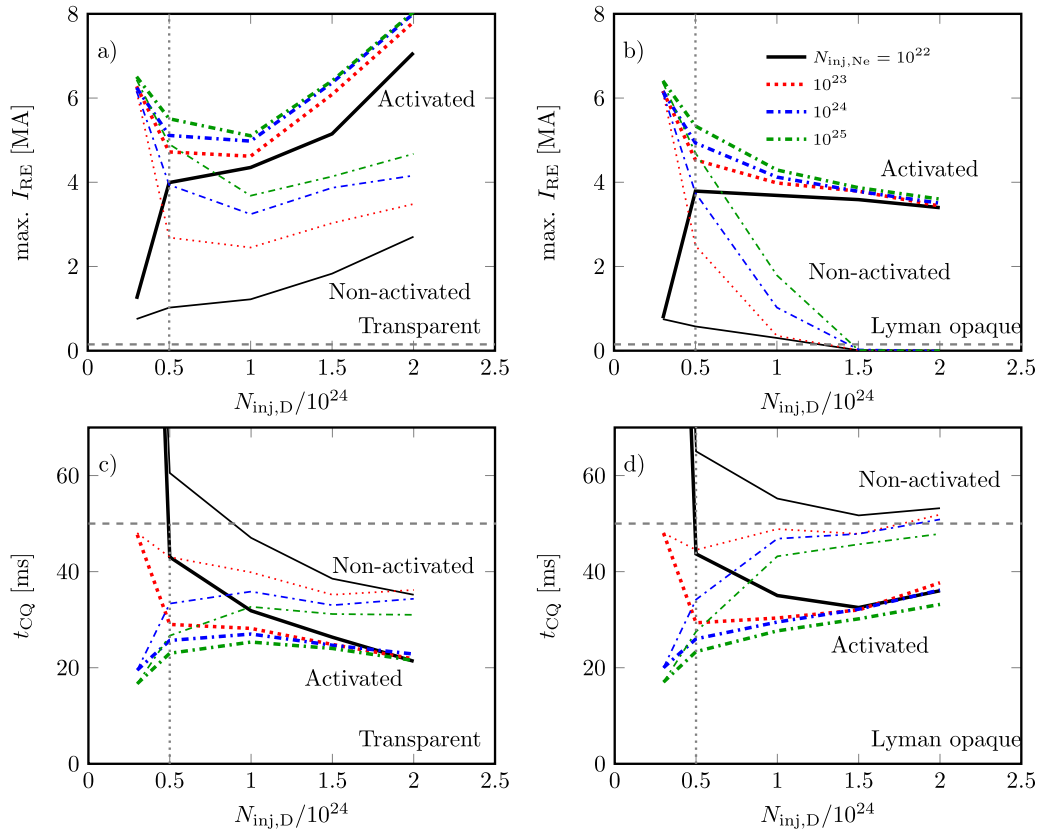 a)
8
6
4
2
0
max. I_RE [MA]
Activated
Non-activated
Transparent
0 0.5 1 1.5 2 2.5
N_inj,D/10^24
b)
8
6
4
2
0
max. I_RE [MA]
N_inj,Ne = 10^22
10^23
10^24
10^25
Activated
Non-activated
Lyman opaque
0 0.5 1 1.5 2 2.5
N_inj,D/10^24
c)
60
40
20
0
t_CQ [ms]
Non-activated
Activated
Transparent
0 0.5 1 1.5 2 2.5
N_inj,D/10^24
d)
60
40
20
0
t_CQ [ms]
Non-activated
Activated
Lyman opaque
0 0.5 1 1.5 2 2.5
N_inj,D/10^24